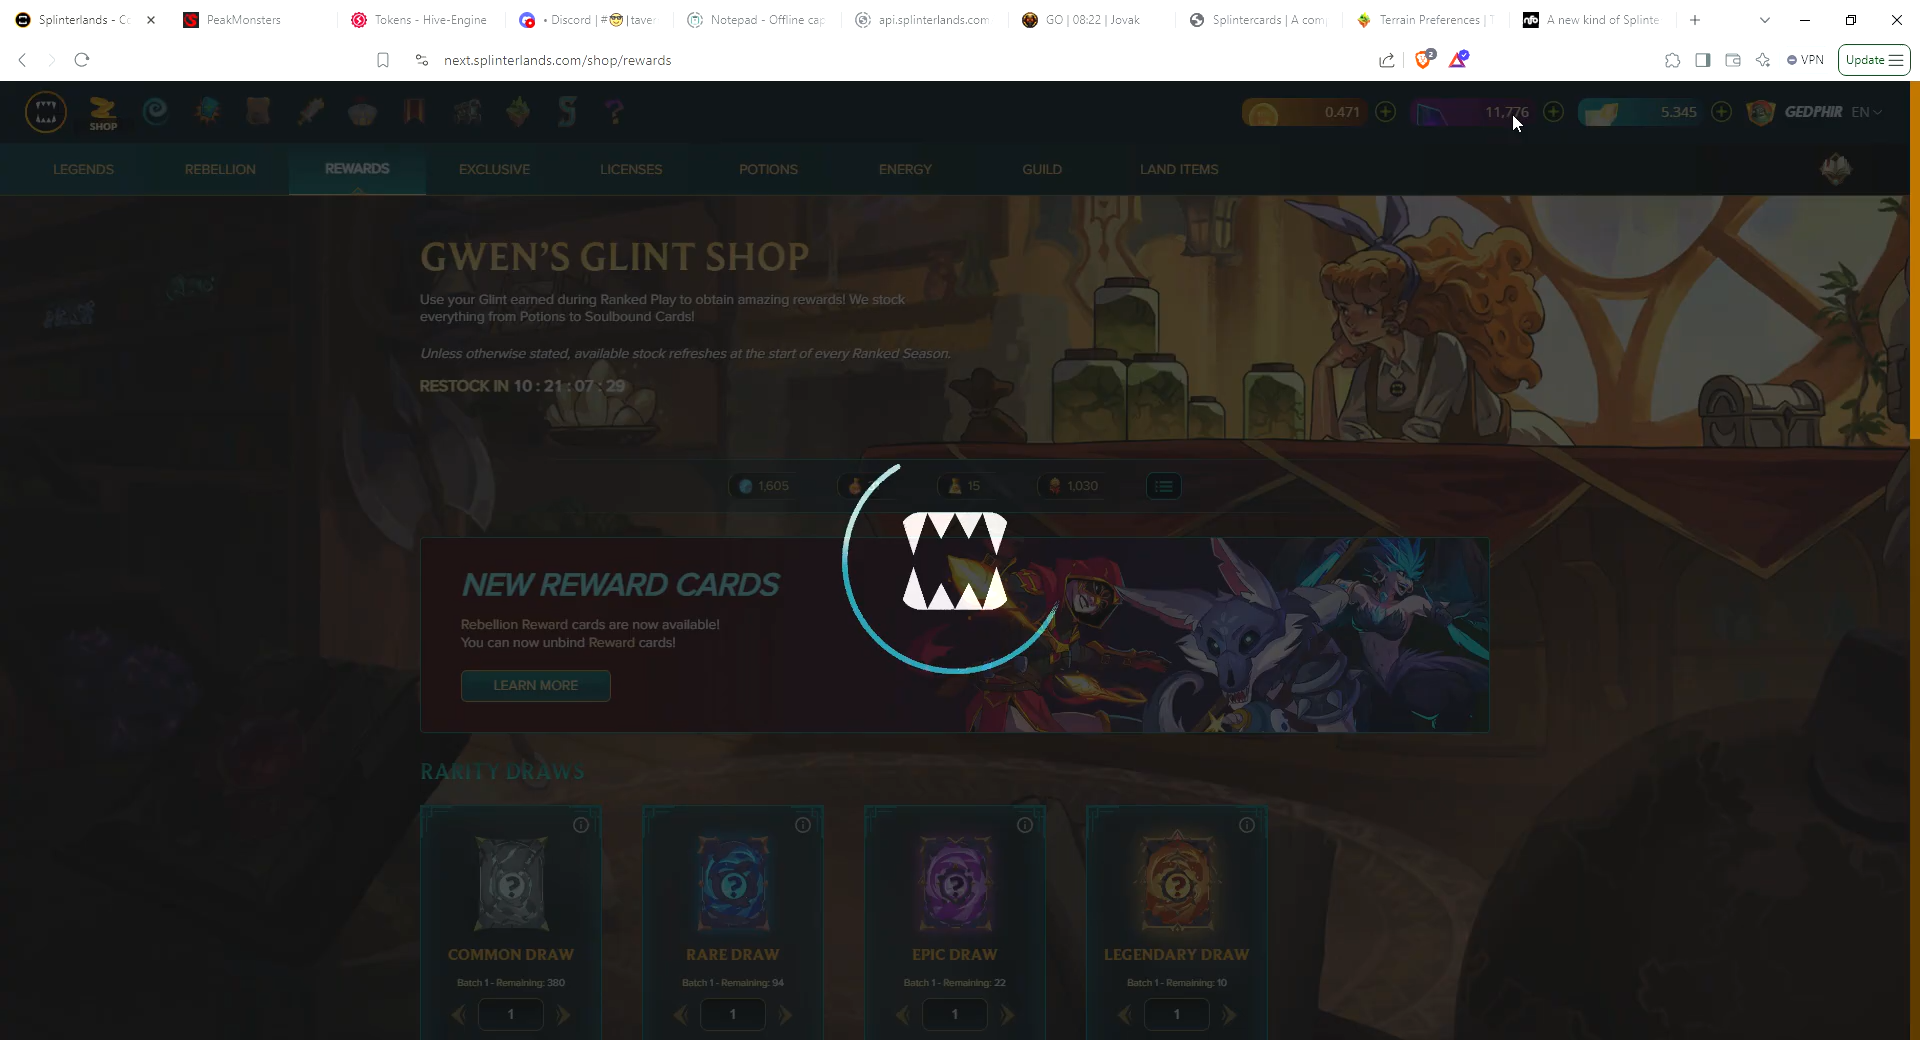 Splinterlands - Co
PeakMonsters
Tokens - Hive-Engine
• Discord | #😎|taver
Notepad - Offline cap
api.splinterlands.com
GO | 08:22 | Jovak
Splintercards | A com
Terrain Preferences | T
A new kind of Splinte
next.splinterlands.com/shop/rewards
2
VPN
Update
SHOP
0.471
11,776
5.345
GEDPHIR
EN
LEGENDS
REBELLION
REWARDS
EXCLUSIVE
LICENSES
POTIONS
ENERGY
GUILD
LAND ITEMS
GWEN'S GLINT SHOP
Use your Glint earned during Ranked Play to obtain amazing rewards! We stock
everything from Potions to Soulbound Cards!
Unless otherwise stated, available stock refreshes at the start of every Ranked Season.
RESTOCK IN 10 : 21 : 07 : 29
1,605
15
1,030
NEW REWARD CARDS
Rebellion Reward cards are now available!
You can now unbind Reward cards!
LEARN MORE
RARITY DRAWS
COMMON DRAW
Batch 1 - Remaining: 380
1
RARE DRAW
Batch 1 - Remaining: 94
1
EPIC DRAW
Batch 1 - Remaining: 22
1
LEGENDARY DRAW
Batch 1 - Remaining: 10
1